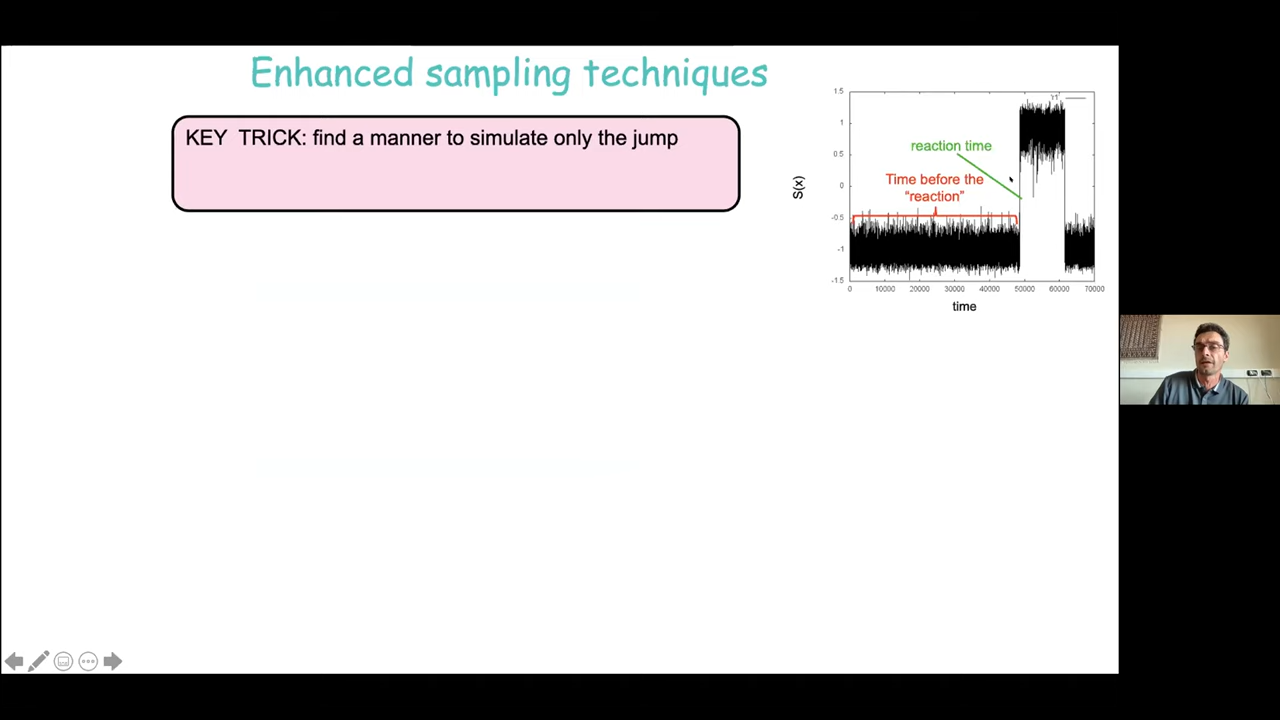 Enhanced sampling techniques
KEY TRICK: find a manner to simulate only the jump
1.5
1
0.5
0
-0.5
-1
-1.5
S(x)
"Y1"
reaction time
Time before the
“reaction”
0 10000 20000 30000 40000 50000 60000 70000
time